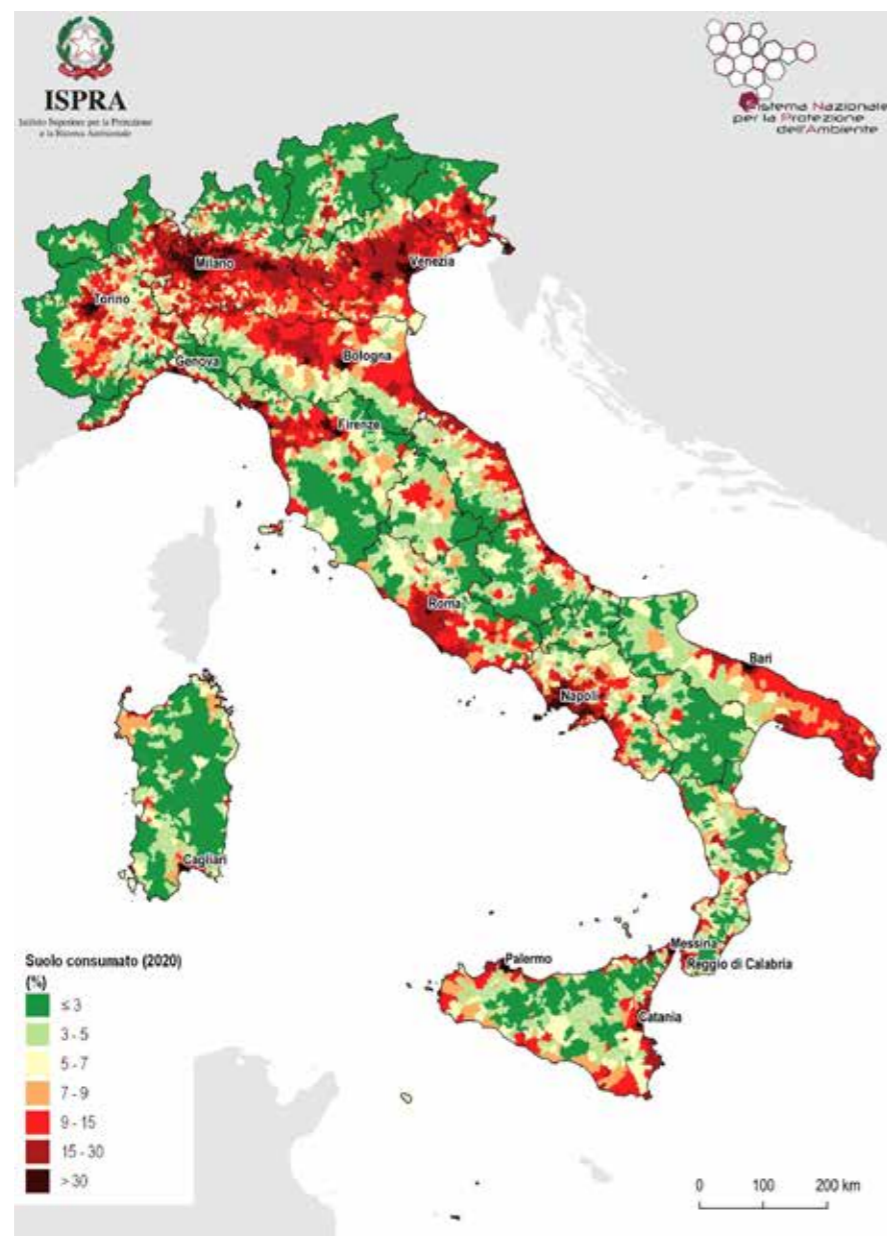 ISPRA
Istituto Superiore per la Protezione
e la Ricerca Ambientale
Sistema Nazionale
per la Protezione
dell'Ambiente
Milano
Venezia
Torino
Genova
Bologna
Firenze
Roma
Bari
Napoli
Cagliari
Messina
Palermo
Reggio di Calabria
Catania
Suolo consumato (2020)
(%)
≤ 3
3 - 5
5 - 7
7 - 9
9 - 15
15 - 30
> 30
0 100 200 km